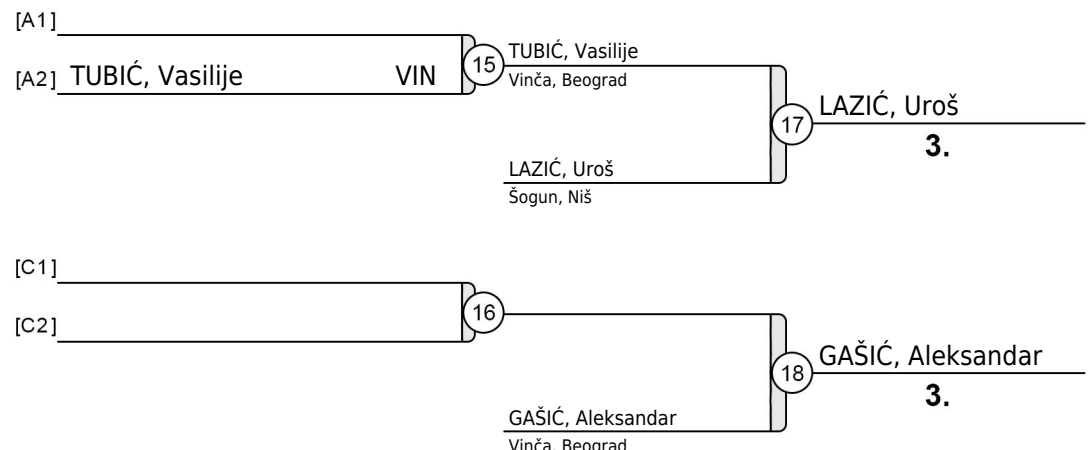 [A1]
[A2] TUBIĆ, Vasilije VIN
15
TUBIĆ, Vasilije
Vinča, Beograd
17
LAZIĆ, Uroš
3.
LAZIĆ, Uroš
Šogun, Niš
[C1]
[C2]
16
18
GAŠIĆ, Aleksandar
3.
GAŠIĆ, Aleksandar
Vinča, Beograd